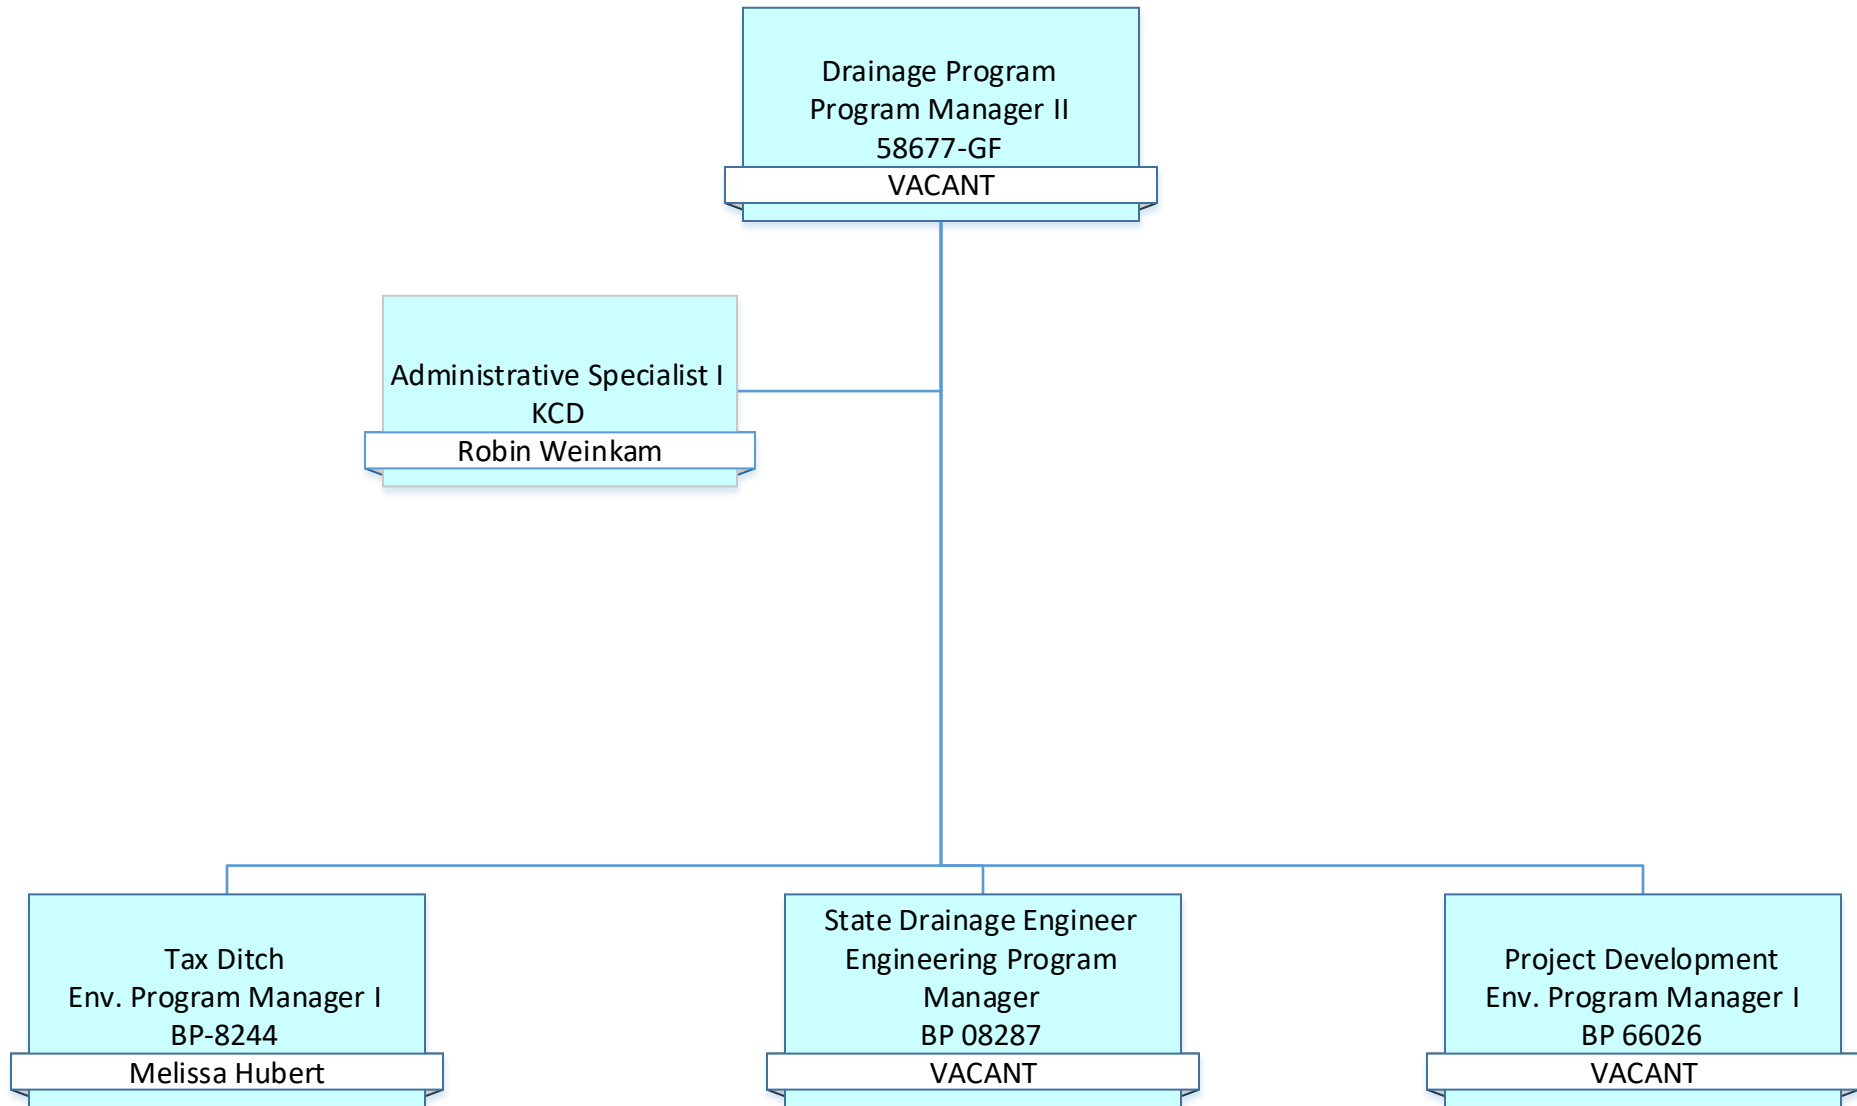 Drainage Program
Program Manager II
58677-GF
VACANT
Administrative Specialist I
KCD
Robin Weinkam
Tax Ditch
Env. Program Manager I
BP-8244
Melissa Hubert
State Drainage Engineer
Engineering Program
Manager
BP 08287
VACANT
Project Development
Env. Program Manager I
BP 66026
VACANT